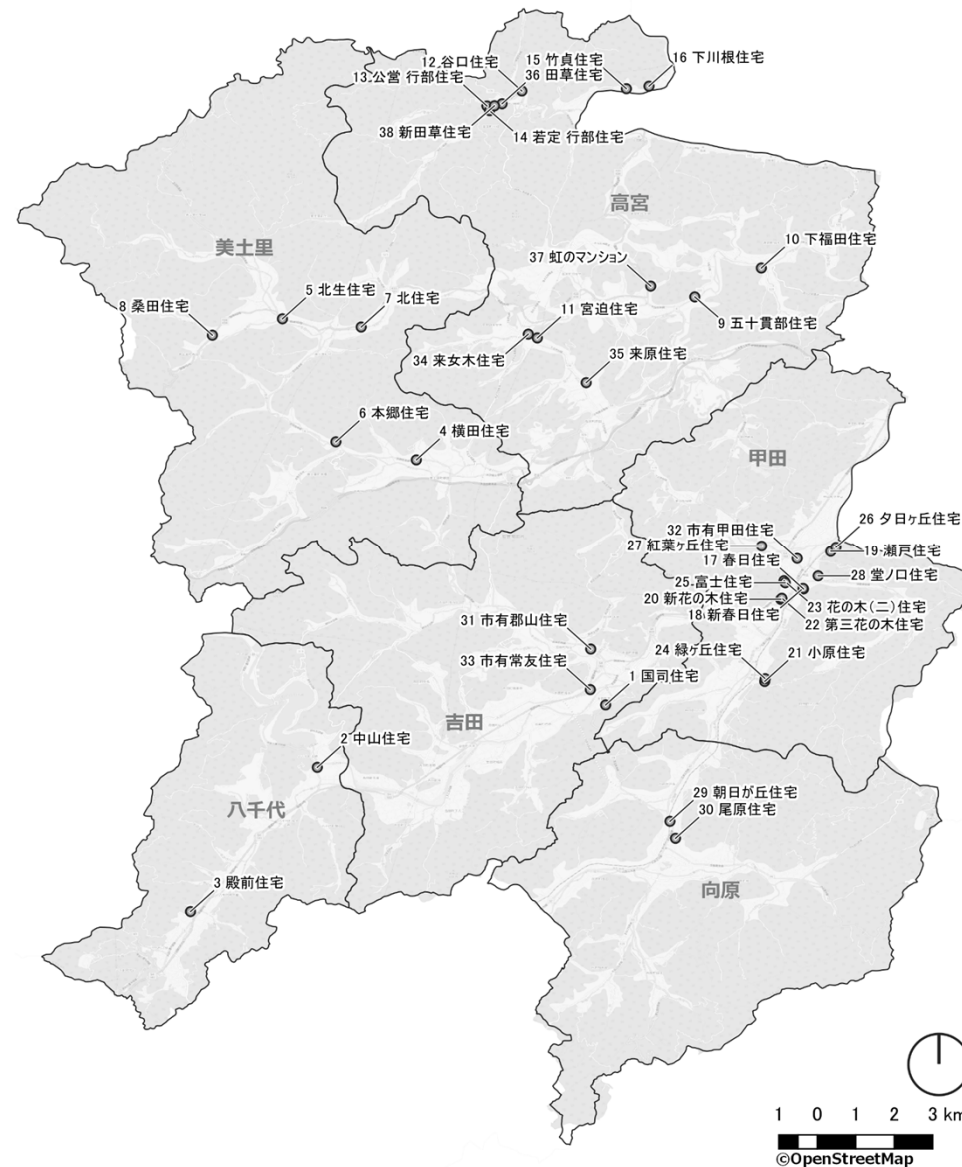 12 谷口住宅
15 竹貞住宅
16 下川根住宅
13 公営 行部住宅
36 田草住宅
38 新田草住宅
14 若定 行部住宅
高宮
美土里
10 下福田住宅
37 虹のマンション
5 北生住宅
8 桑田住宅
7 北住宅
11 宮迫住宅
9 五十貫部住宅
34 来女木住宅
35 来原住宅
6 本郷住宅
4 横田住宅
甲田
26 夕日ヶ丘住宅
32 市有甲田住宅
27 紅葉ヶ丘住宅
19 瀬戸住宅
17 春日住宅
28 堂ノ口住宅
25 富士住宅
20 新花の木住宅
23 花の木(二)住宅
18 新春日住宅
22 第三花の木住宅
31 市有郡山住宅
24 緑ヶ丘住宅
21 小原住宅
33 市有常友住宅
1 国司住宅
吉田
2 中山住宅
八千代
29 朝日が丘住宅
30 尾原住宅
3 殿前住宅
向原
1 0 1 2 3 km
©OpenStreetMap